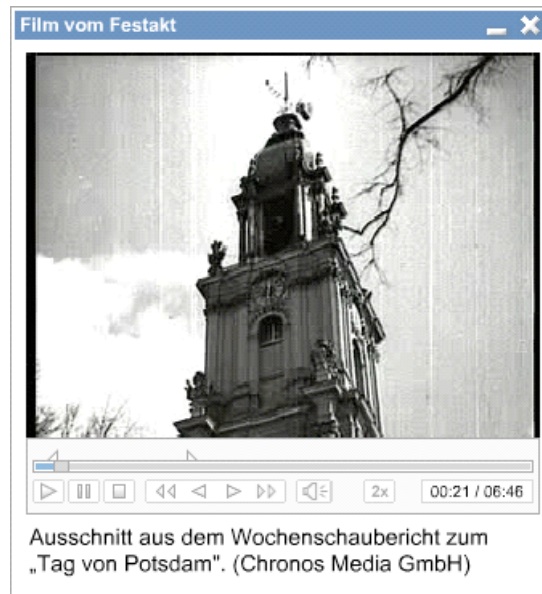 Film vom Festakt
2x
00:21 / 06:46
Ausschnitt aus dem Wochenschaubericht zum
„Tag von Potsdam". (Chronos Media GmbH)